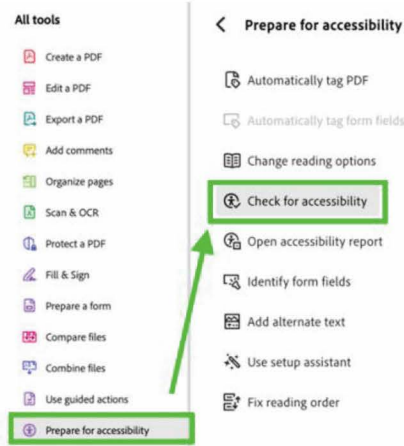 All tools
Create a PDF
Edit a PDF
Export a PDF
Add comments
Organize pages
Scan & OCR
Protect a PDF
Fill & Sign
Prepare a form
Compare files
Combine files
Use guided actions
Prepare for accessibility
Prepare for accessibility
Automatically tag PDF
Automatically tag form fields
Change reading options
Check for accessibility
Open accessibility report
Identify form fields
Add alternate text
Use setup assistant
Fix reading order